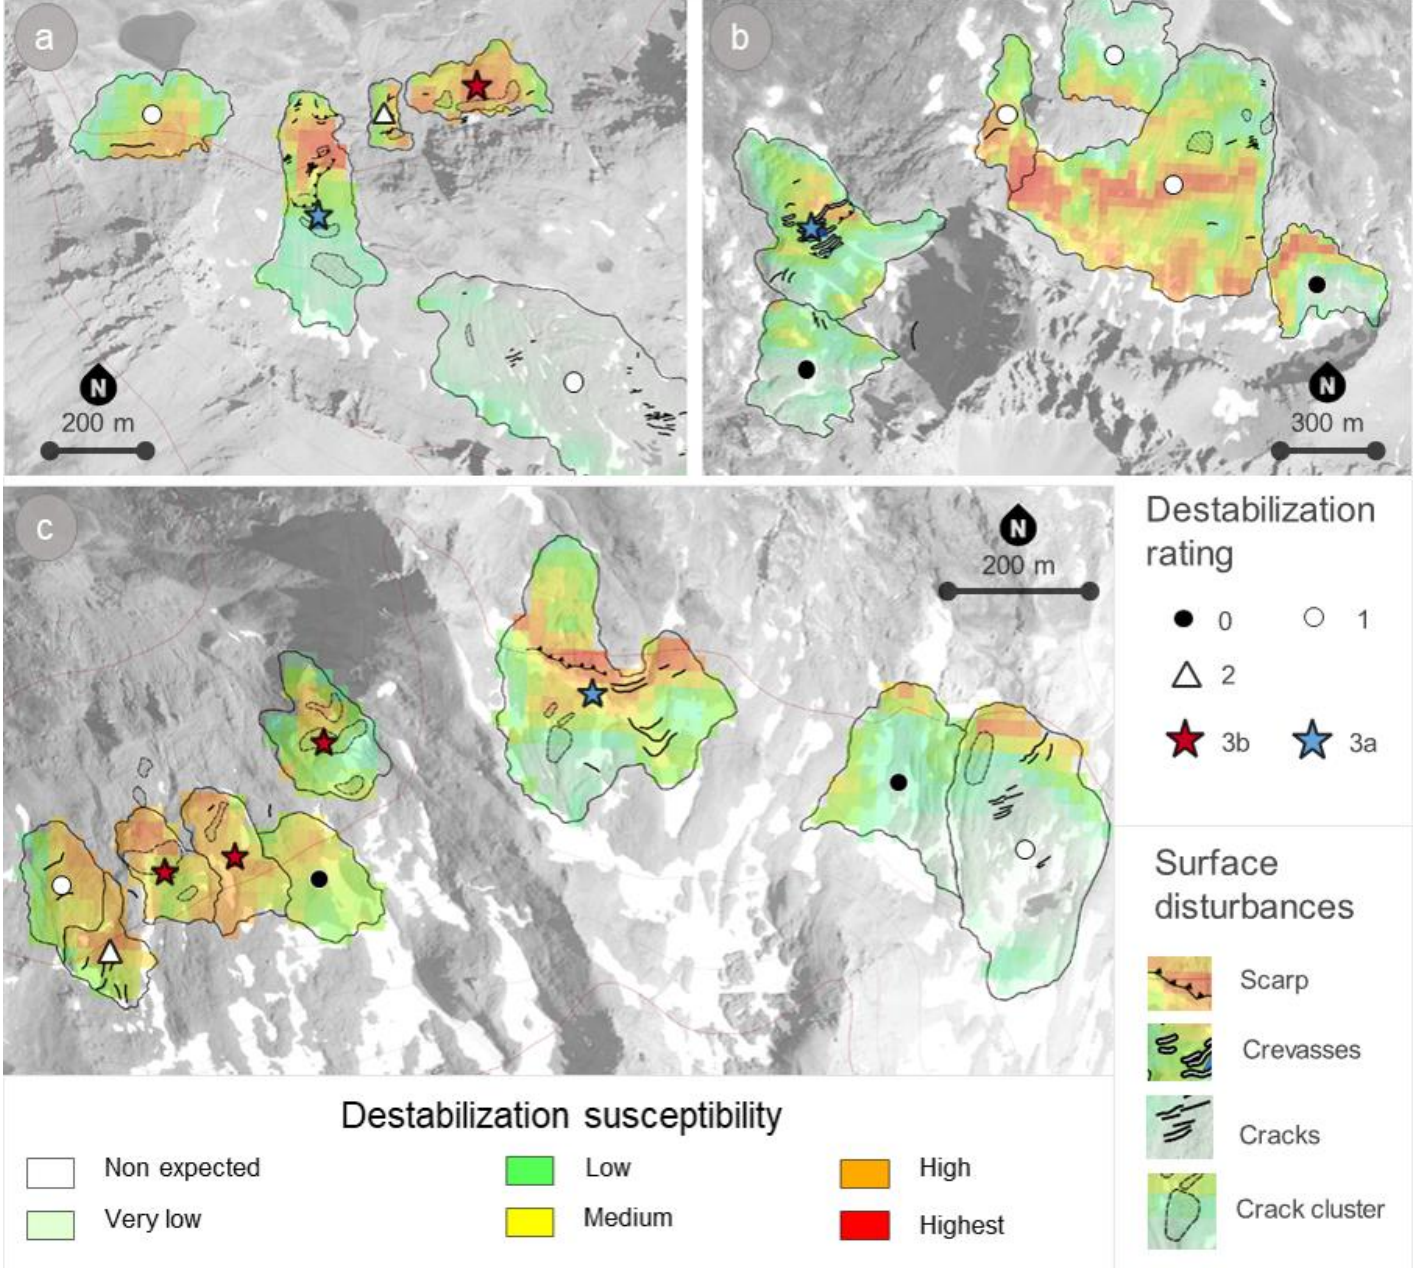 a
b
N
200 m
N
300 m
c
N
200 m
Destabilization
rating
0
1
2
3b
3a
Surface
disturbances
Scarp
Crevasses
Cracks
Crack cluster
Destabilization susceptibility
Non expected
Low
High
Very low
Medium
Highest